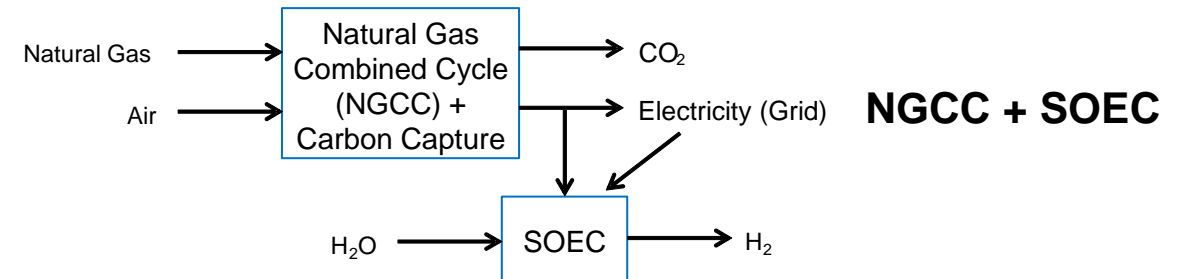 Natural Gas
Air
Natural Gas
Combined Cycle
(NGCC) +
Carbon Capture
CO₂
Electricity (Grid)
NGCC + SOEC
H₂O
SOEC
H₂